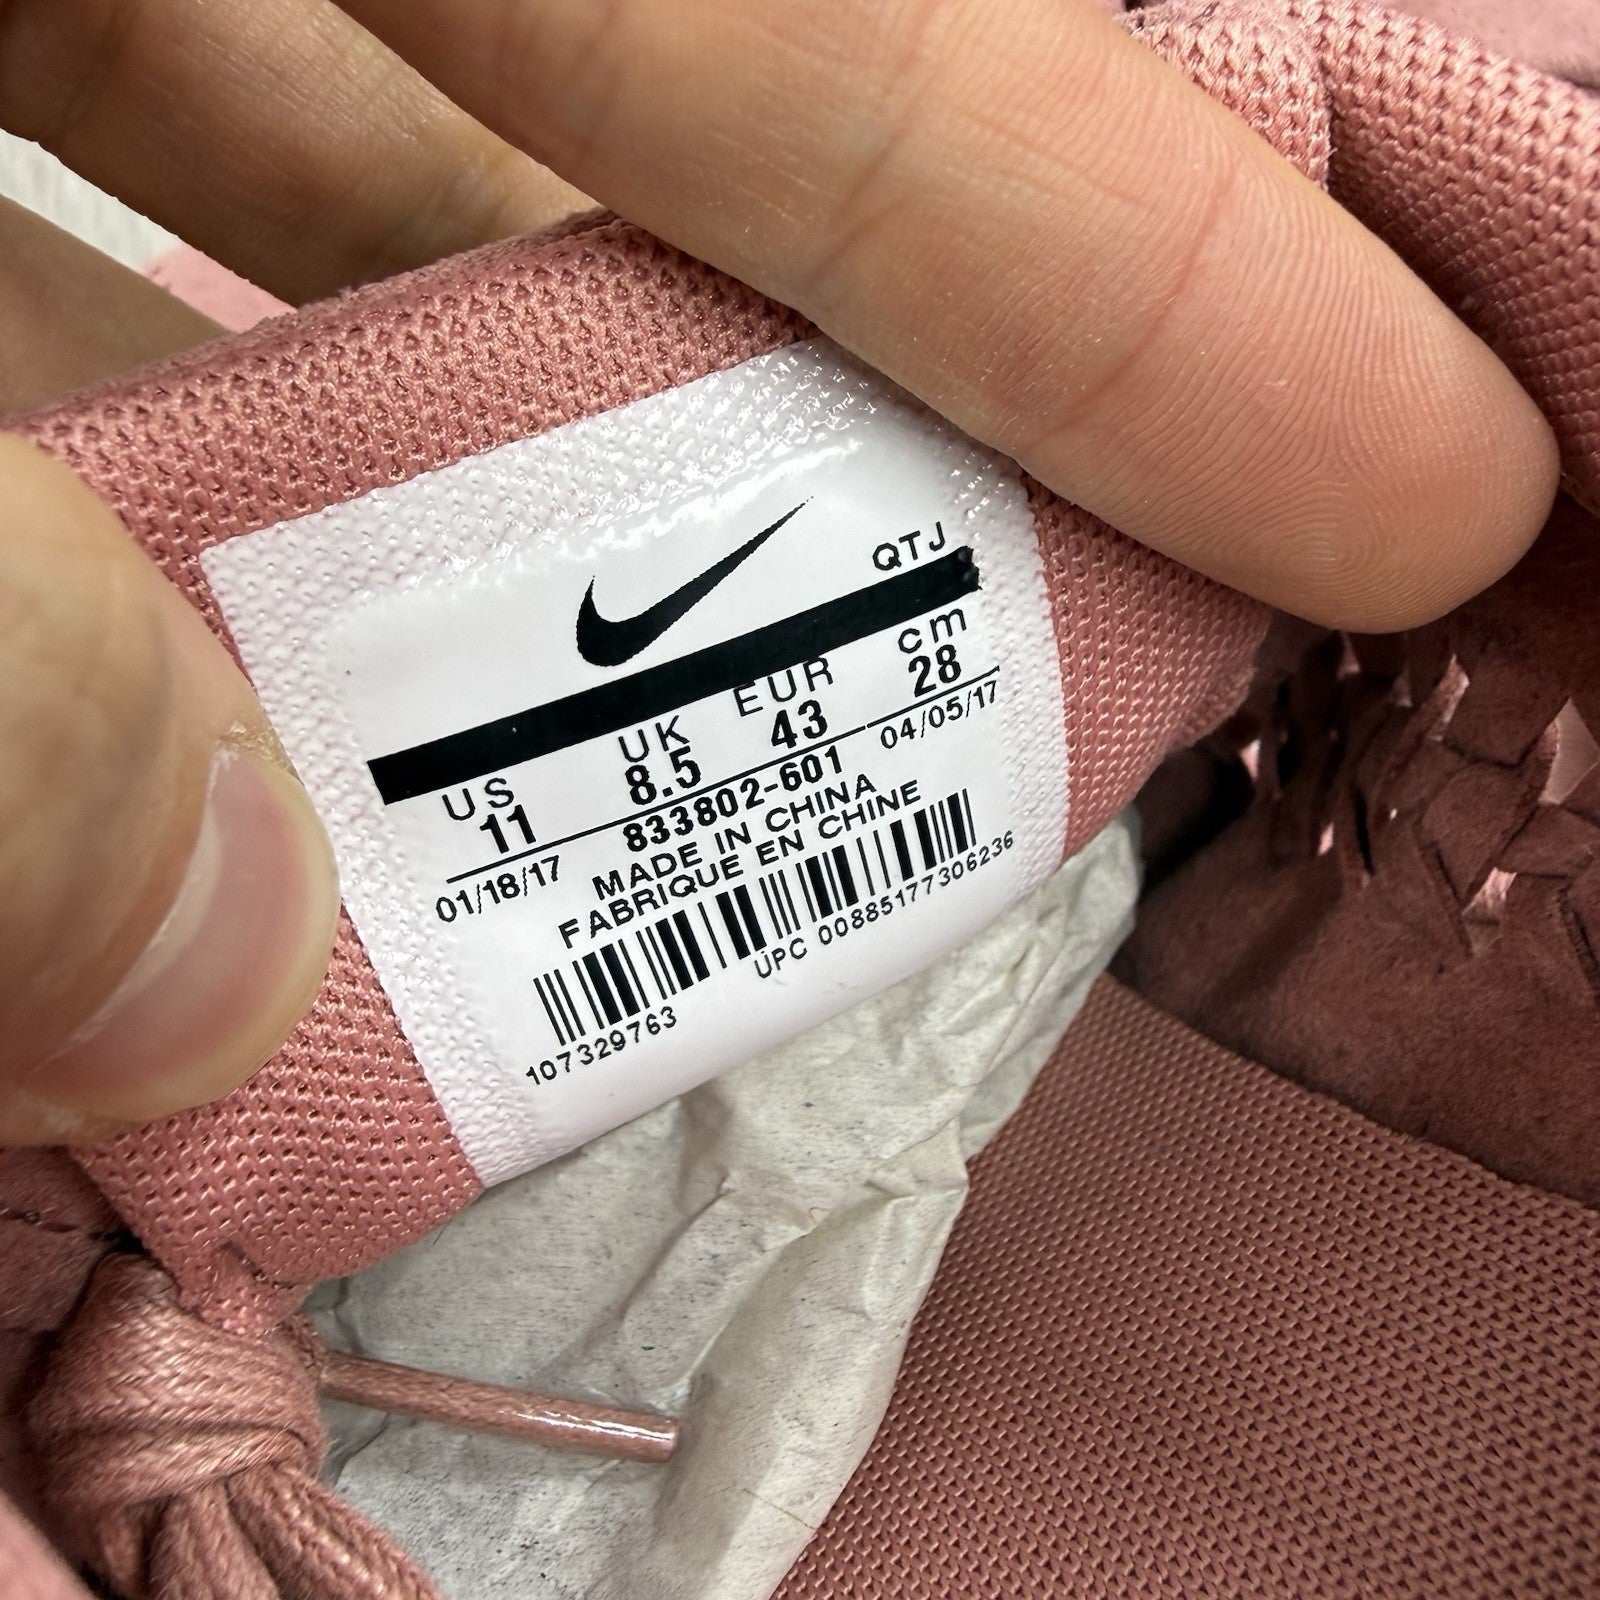 QTJ
US UK EUR cm
11 8.5 43 28
01/18/17 833802-601 04/05/17
MADE IN CHINA
FABRIQUE EN CHINE
UPC 00885177306236
107329763